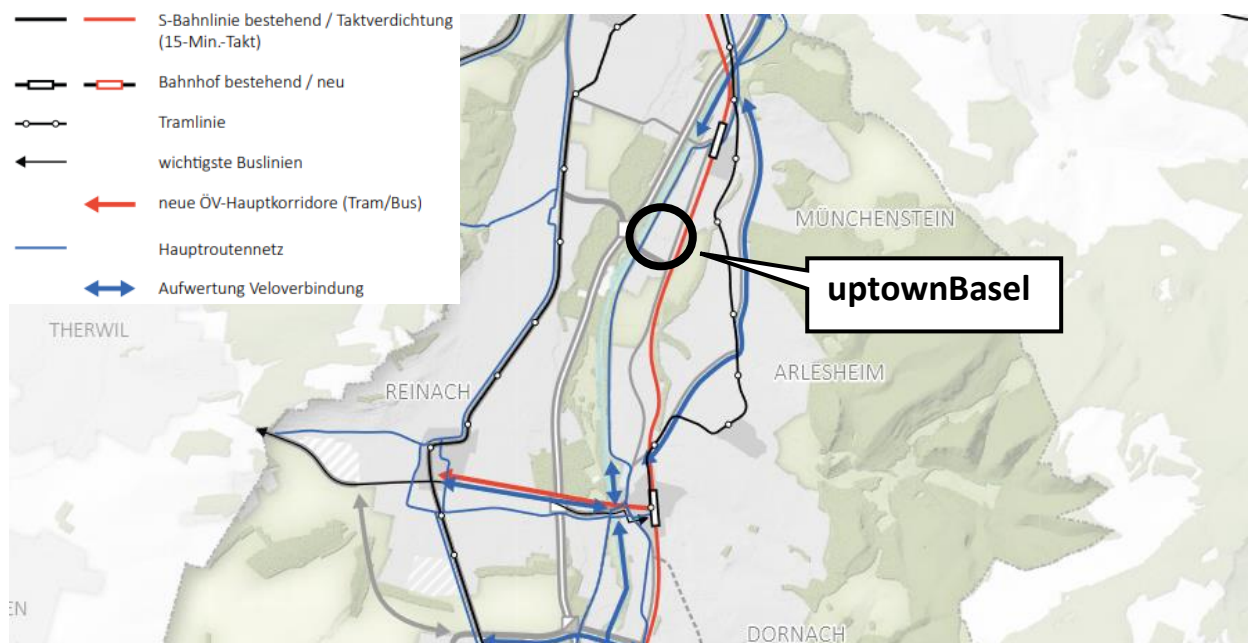 S-Bahnlinie bestehend / Taktverdichtung
(15-Min.-Takt)
Bahnhof bestehend / neu
Tramlinie
wichtigste Buslinien
neue ÖV-Hauptkorridore (Tram/Bus)
Hauptroutennetz
Aufwertung Veloverbindung
MÜNCHENSTEIN
uptownBasel
THERWIL
ARLESHEIM
REINACH
EN
DORNACH